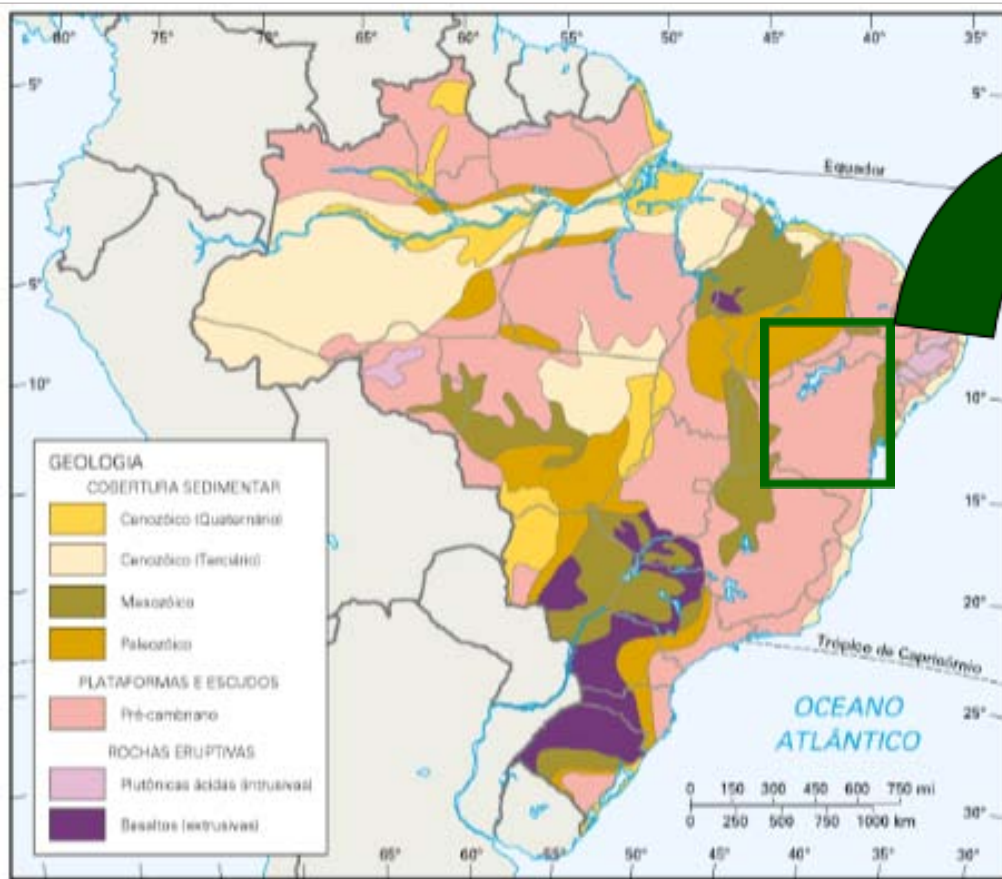 80° 75° 70° 60° 55° 50° 45° 40° 35°
5° 5°
Equador
5°
10° 10°
15°
20°
Trópico de Capricórnio
25°
30°
OCEANO
ATLÂNTICO
0 150 300 450 600 750 mi
0 250 500 750 1000 km
65° 60° 55° 50° 45° 40° 35° 30°
GEOLOGIA
COBERTURA SEDIMENTAR
Cenozóico (Quaternário)
Cenozóico (Terciário)
Mesozóico
Paleozóico
PLATAFORMAS E ESCUDOS
Pré-cambriano
ROCHAS ERUPTIVAS
Plutônicas ácidas (intrusivas)
Basaltos (extrusivas)